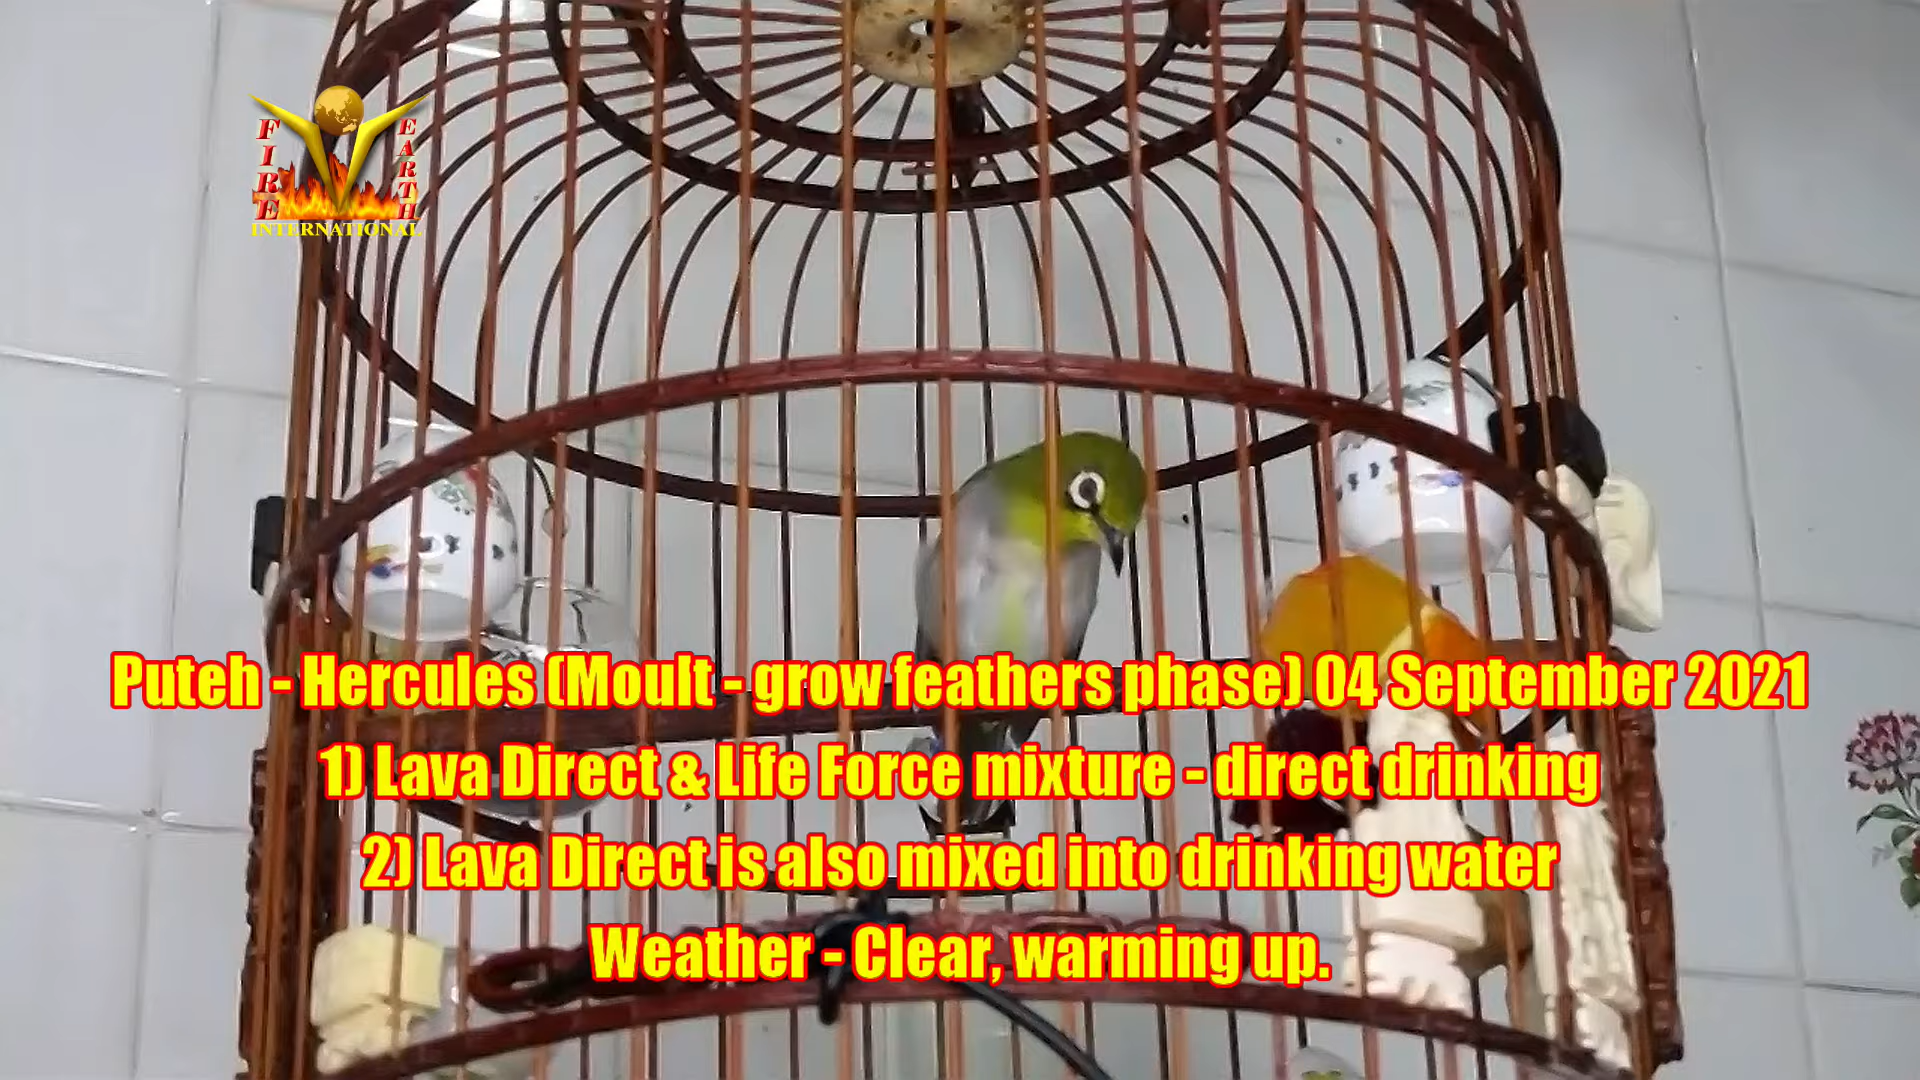 FIRE
EARTH
INTERNATIONAL
Puteh - Hercules (Moult - grow feathers phase) 04 September 2021
1) Lava Direct & Life Force mixture - direct drinking
2) Lava Direct is also mixed into drinking water
Weather - Clear, warming up.